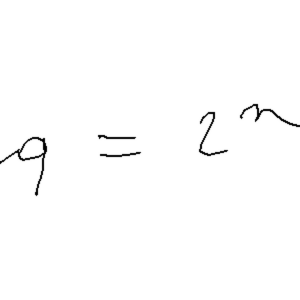 q = 2^n